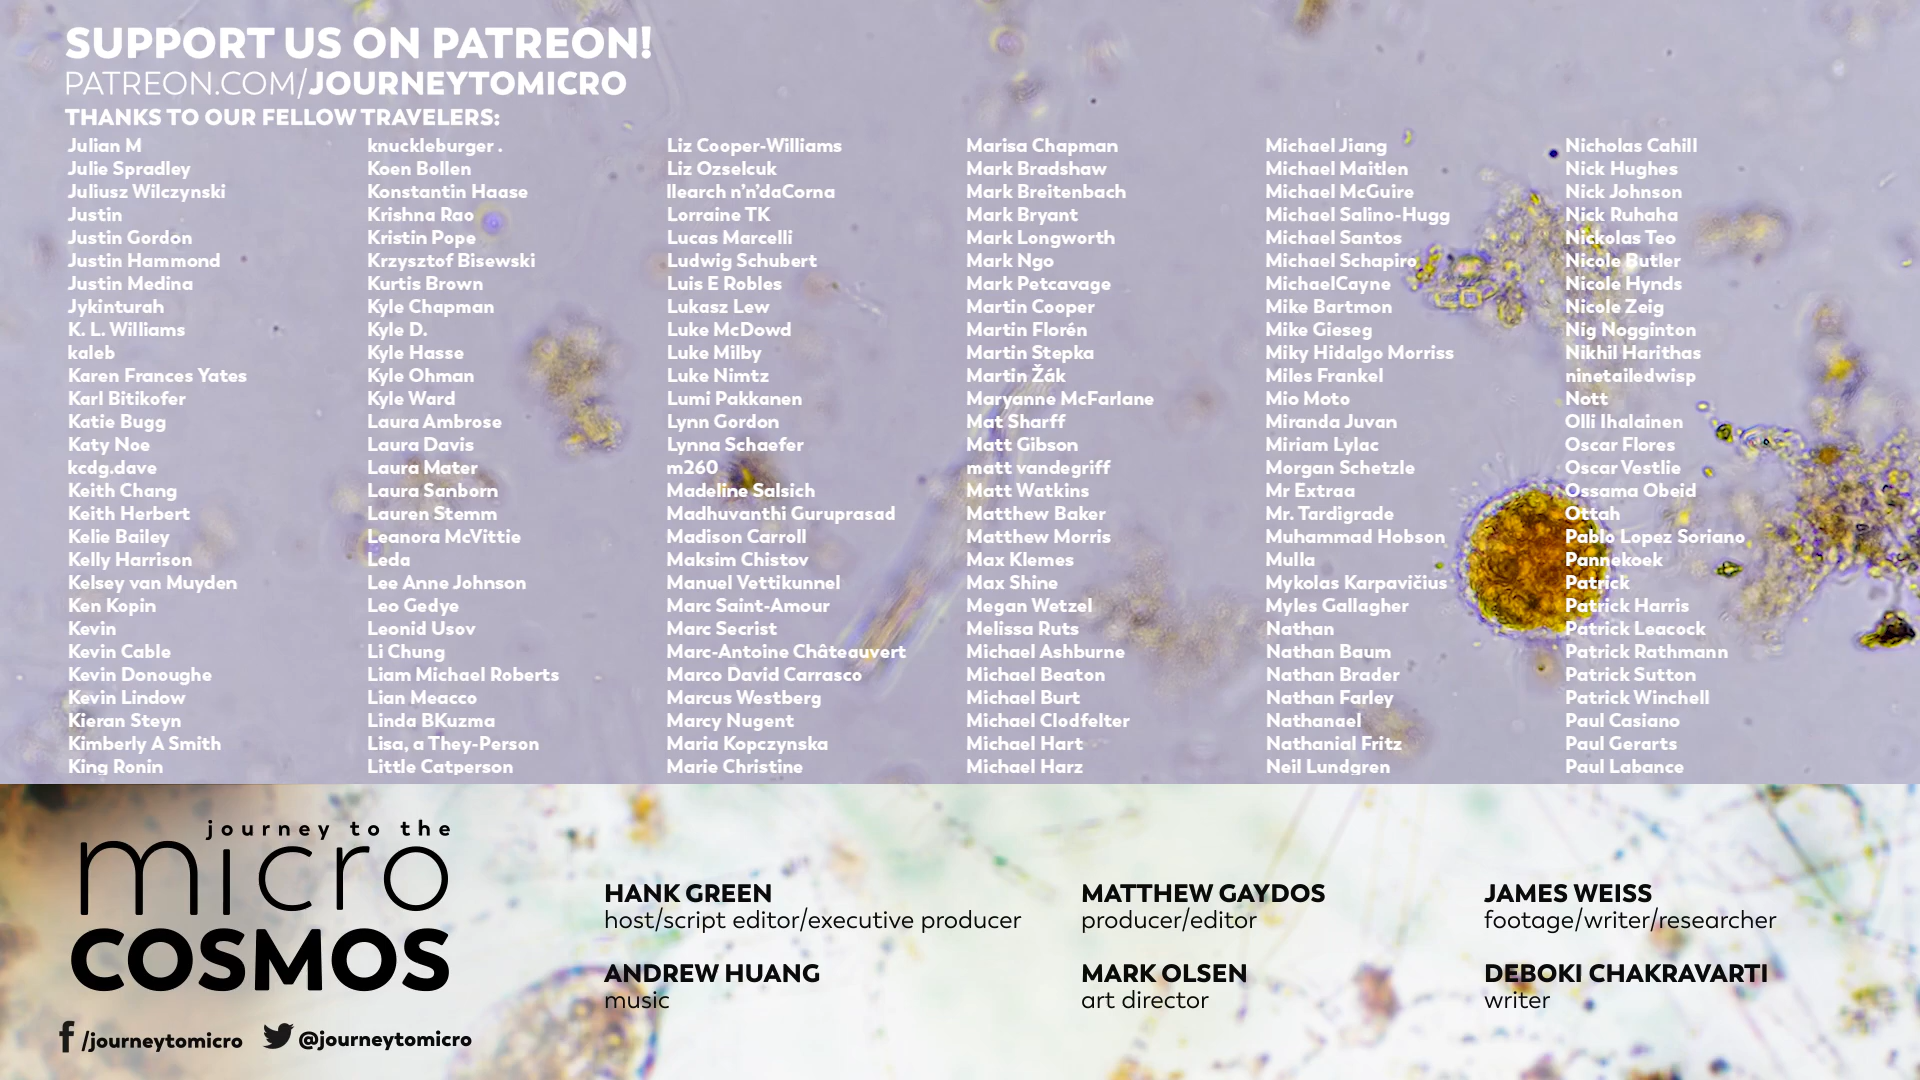 SUPPORT US ON PATREON!
PATREON.COM/JOURNEYTOMICRO
THANKS TO OUR FELLOW TRAVELERS:
Julian M
Julie Spradley
Juliusz Wilczynski
Justin
Justin Gordon
Justin Hammond
Justin Medina
Jykinturah
K. L. Williams
kaleb
Karen Frances Yates
Karl Bitikofer
Katie Bugg
Katy Noe
kcdg.dave
Keith Chang
Keith Herbert
Kelie Bailey
Kelly Harrison
Kelsey van Muyden
Ken Kopin
Kevin
Kevin Cable
Kevin Donoughe
Kevin Lindow
Kieran Steyn
Kimberly A Smith
King Ronin
knuckleburger .
Koen Bollen
Konstantin Haase
Krishna Rao
Kristin Pope
Krzysztof Bisewski
Kurtis Brown
Kyle Chapman
Kyle D.
Kyle Hasse
Kyle Ohman
Kyle Ward
Laura Ambrose
Laura Davis
Laura Mater
Laura Sanborn
Lauren Stemm
Leanora McVittie
Leda
Lee Anne Johnson
Leo Gedye
Leonid Usov
Li Chung
Liam Michael Roberts
Lian Meacco
Linda BKuzma
Lisa, a They-Person
Little Catperson
Liz Cooper-Williams
Liz Ozselcuk
llearch n'n'daCorna
Lorraine TK
Lucas Marcelli
Ludwig Schubert
Luis E Robles
Lukasz Lew
Luke McDowd
Luke Milby
Luke Nimtz
Lumi Pakkanen
Lynn Gordon
Lynna Schaefer
m260
Madeline Salsich
Madhuvanthi Guruprasad
Madison Carroll
Maksim Chistov
Manuel Vettikunnel
Marc Saint-Amour
Marc Secrist
Marc-Antoine Châteauvert
Marco David Carrasco
Marcus Westberg
Marcy Nugent
Maria Kopczynska
Marie Christine
Marisa Chapman
Mark Bradshaw
Mark Breitenbach
Mark Bryant
Mark Longworth
Mark Ngo
Mark Petcavage
Martin Cooper
Martin Florén
Martin Stepka
Martin Žák
Maryanne McFarlane
Mat Sharff
Matt Gibson
matt vandegriff
Matt Watkins
Matthew Baker
Matthew Morris
Max Klemes
Max Shine
Megan Wetzel
Melissa Ruts
Michael Ashburne
Michael Beaton
Michael Burt
Michael Clodfelter
Michael Hart
Michael Harz
Michael Jiang
Michael Maitlen
Michael McGuire
Michael Salino-Hugg
Michael Santos
Michael Schapiro
MichaelCayne
Mike Bartmon
Mike Gieseg
Miky Hidalgo Morriss
Miles Frankel
Mio Moto
Miranda Juvan
Miriam Lylac
Morgan Schetzle
Mr Extraa
Mr. Tardigrade
Muhammad Hobson
Mulla
Mykolas Karpavičius
Myles Gallagher
Nathan
Nathan Baum
Nathan Brader
Nathan Farley
Nathanael
Nathanial Fritz
Neil Lundgren
Nicholas Cahill
Nick Hughes
Nick Johnson
Nick Ruhaha
Nickolas Teo
Nicole Butler
Nicole Hynds
Nicole Zeig
Nig Nogginton
Nikhil Harithas
ninetailedwisp
Nott
Olli Ihalainen
Oscar Flores
Oscar Vestlie
Ossama Obeid
Ottah
Pablo Lopez Soriano
Pannekoek
Patrick
Patrick Harris
Patrick Leacock
Patrick Rathmann
Patrick Sutton
Patrick Winchell
Paul Casiano
Paul Gerarts
Paul Labance
journey to the
micro
COSMOS
/journeytomicro @journeytomicro
HANK GREEN
host/script editor/executive producer
MATTHEW GAYDOS
producer/editor
JAMES WEISS
footage/writer/researcher
ANDREW HUANG
music
MARK OLSEN
art director
DEBOKI CHAKRAVARTI
writer